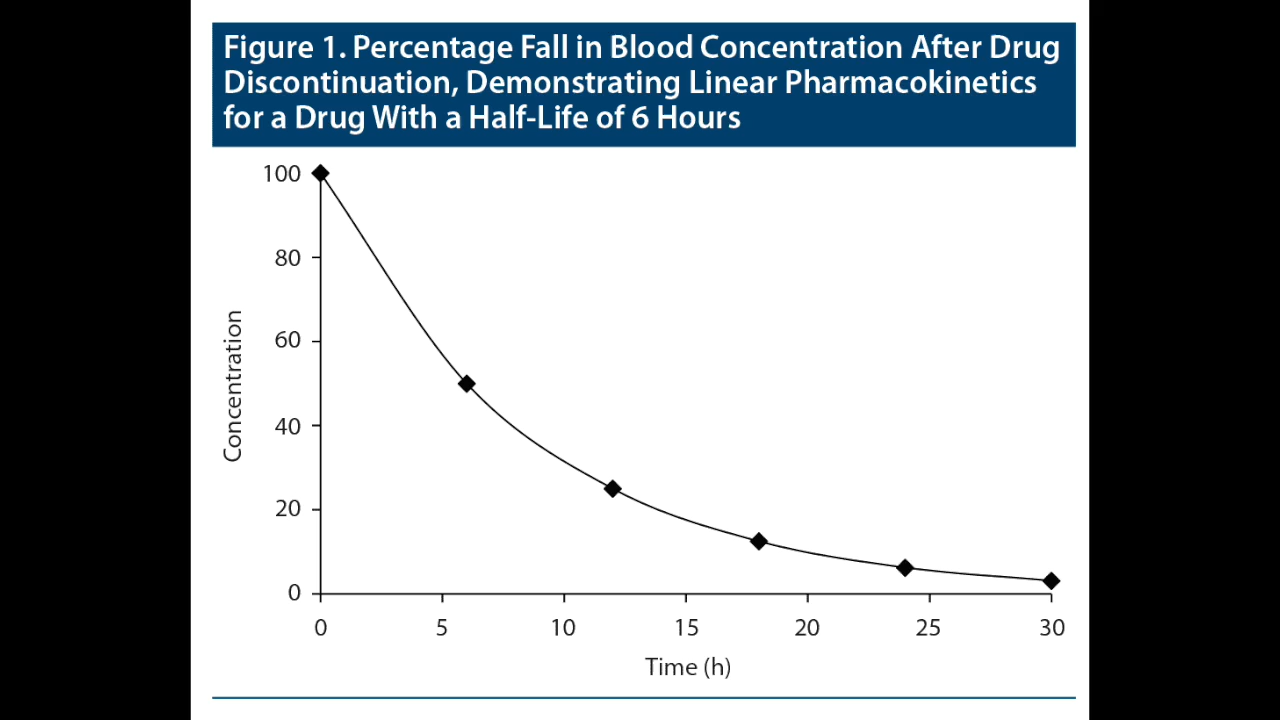 Figure 1. Percentage Fall in Blood Concentration After Drug
Discontinuation, Demonstrating Linear Pharmacokinetics
for a Drug With a Half-Life of 6 Hours
100
80
60
40
20
0
Concentration
0 5 10 15 20 25 30
Time (h)